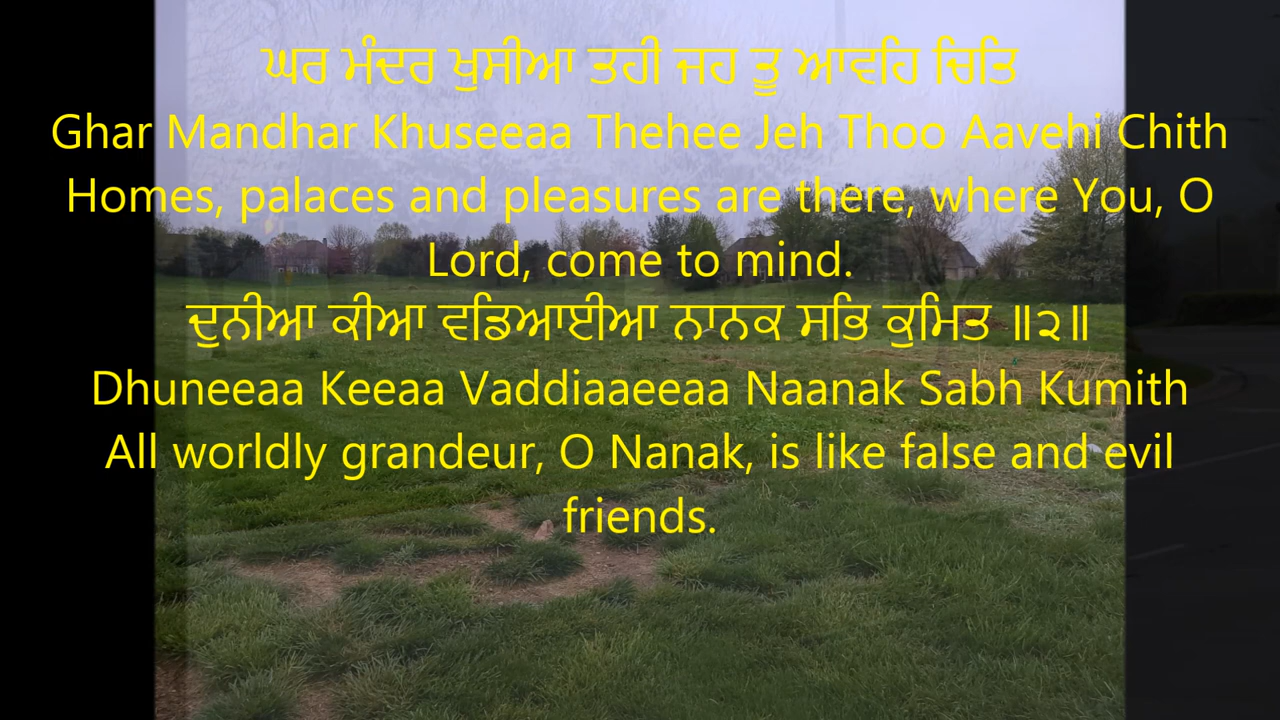 ਘਰ ਮੰਦਰ ਖੁਸੀਆ ਤਹੀ ਜਹ ਤੂ ਆਵਹਿ ਚਿਤਿ
Ghar Mandhar Khuseeaa Thehee Jeh Thoo Aavehi Chith
Homes, palaces and pleasures are there, where You, O
Lord, come to mind.
ਦੁਨੀਆ ਕੀਆ ਵਡਿਆਈਆ ਨਾਨਕ ਸਭਿ ਕੁਮਿਤ ॥੨॥
Dhuneeaa Keeaa Vaddiaaeeaa Naanak Sabh Kumith
All worldly grandeur, O Nanak, is like false and evil
friends.